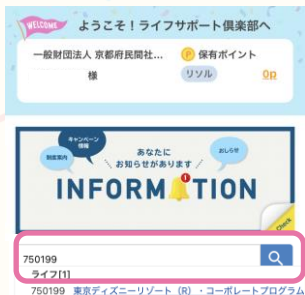 WELCOME
ようこそ！ライフサポート倶楽部へ
一般財団法人 京都府民間社...
様
P 保有ポイント
リソル 0p
キャンペーン
情報
制度案内
あなたに
お知らせがあります
おしらせ
1
INFORMATION
Check
750199
ライフ[1]
750199 東京ディズニーリゾート（R）・コーポレートプログラム